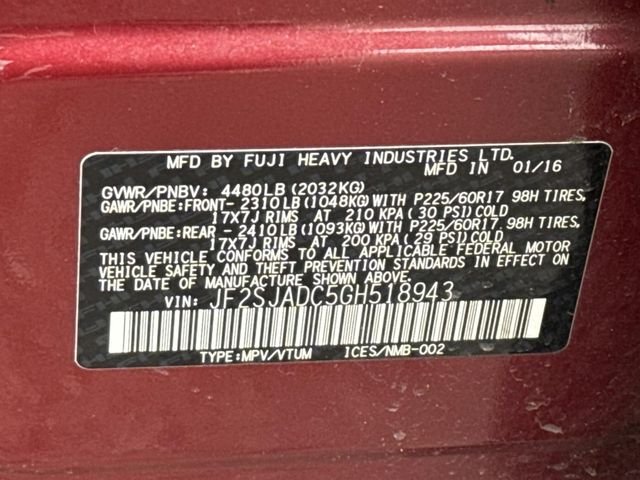 MFD BY FUJI HEAVY INDUSTRIES LTD.
MFD IN 01/16
GVWR/PNBV: 4480LB(2032KG)
GAWR/PNBE:FRONT- 2310LB(1048KG)WITH P225/60R17 98H TIRES,
17x7J RIMS AT 210 KPA(30 PSI)COLD
GAWR/PNBE:REAR - 2410LB(1093KG)WITH P225/60R17 98H TIRES,
17x7J RIMS AT 200 KPA(29 PSI)COLD
THIS VEHICLE CONFORMS TO ALL APPLICABLE FEDERAL MOTOR
VEHICLE SAFETY AND THEFT PREVENTION STANDARDS IN EFFECT ON
THE DATE OF MANUFACTURE SHOWN ABOVE.
VIN: JF2SJADC5GH518943
TYPE:MPV/VTUM ICES/NMB-002